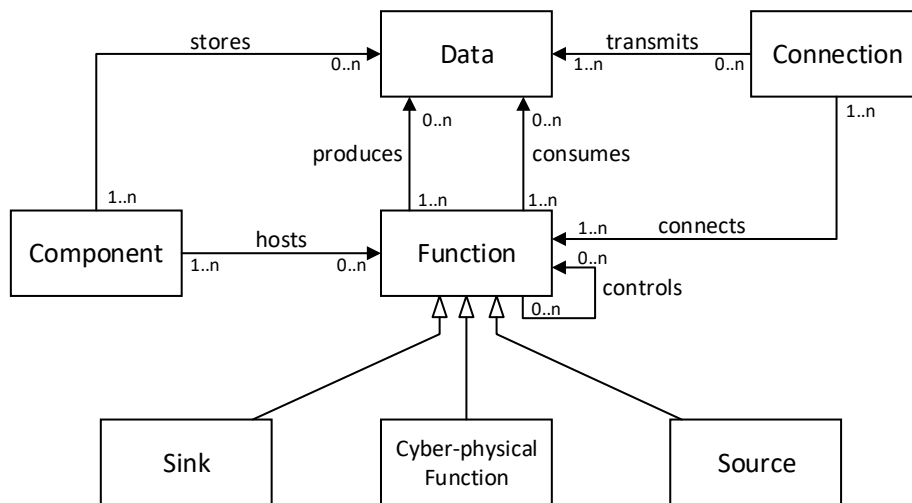 stores
0..n
Data
transmits
1..n
0..n
Connection
0..n
0..n
1..n
produces
consumes
1..n
1..n
1..n
Component
1..n
hosts
0..n
Function
1..n
connects
0..n
controls
0..n
Sink
Cyber-physical
Function
Source